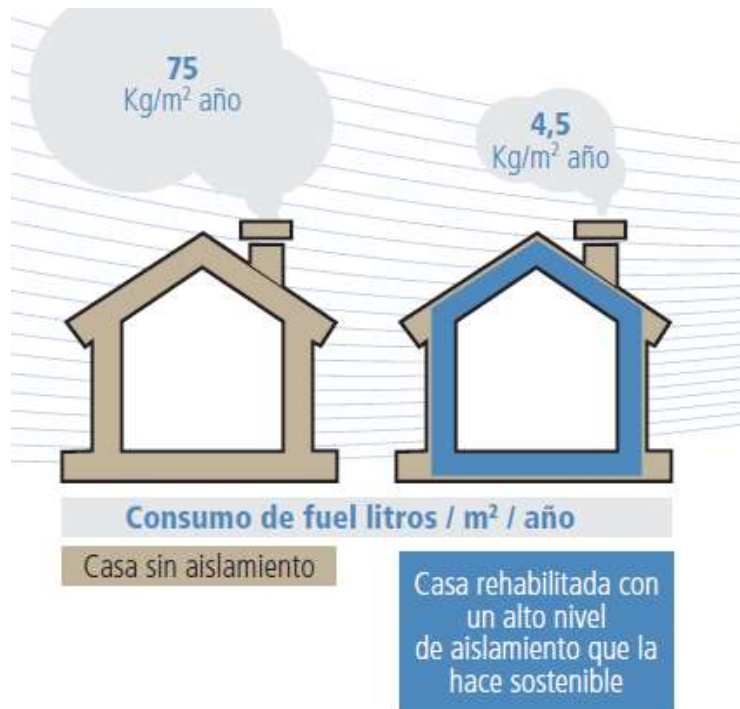 75
Kg/m² año
4,5
Kg/m² año
Consumo de fuel litros / m² / año
Casa sin aislamiento
Casa rehabilitada con
un alto nivel
de aislamiento que la
hace sostenible